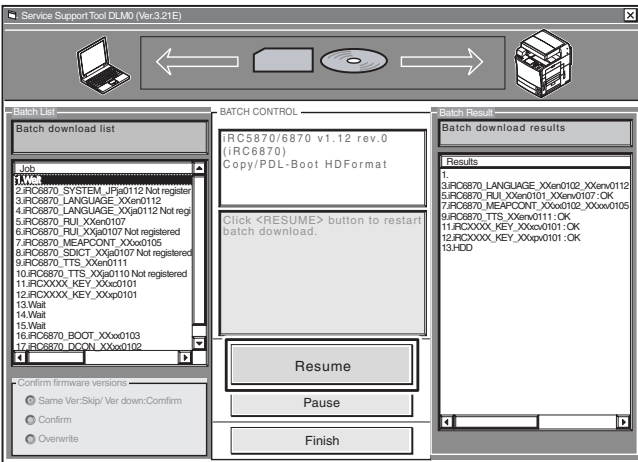 Service Support Tool DLM0 (Ver.3.21E)
Batch List
Batch download list
Job
1.Wait
2.iRC6870_SYSTEM_JPja0112 Not register
3.iRC6870_LANGUAGE_XXen0112
4.iRC6870_LANGUAGE_XXja0112 Not regi
5.iRC6870_RUI_XXen0107
6.iRC6870_RUI_XXja0107 Not registered
7.iRC6870_MEAPCONT_XXxx0105
8.iRC6870_SDICT_XXja0107 Not registered
9.iRC6870_TTS_XXen0111
10.iRC6870_TTS_XXja0110 Not registered
11.iRCXXXX_KEY_XXxc0101
12.iRCXXXX_KEY_XXxp0101
13.Wait
14.Wait
15.Wait
16.iRC6870_BOOT_XXxx0103
17.iRC6870_DCON_XXxx0102
Confirm firmware versions
Same Ver:Skip/ Ver down:Comfirm
Confirm
Overwrite
BATCH CONTROL
iRC5870/6870 v1.12 rev.0
(iRC6870)
Copy/PDL-Boot HDFormat
Click <RESUME> button to restart
batch download.
Resume
Pause
Finish
Batch Result
Batch download results
Results
1.
3.iRC6870_LANGUAGE_XXen0102_XXenv0112
5.iRC6870_RUI_XXen0101_XXenv0107 : OK
7.iRC6870_MEAPCONT_XXxx0102_XXxxv0105
9.iRC6870_TTS_XXenv0111 : OK
11.iRCXXXX_KEY_XXxcv0101 : OK
12.iRCXXXX_KEY_XXxpv0101 : OK
13.HDD